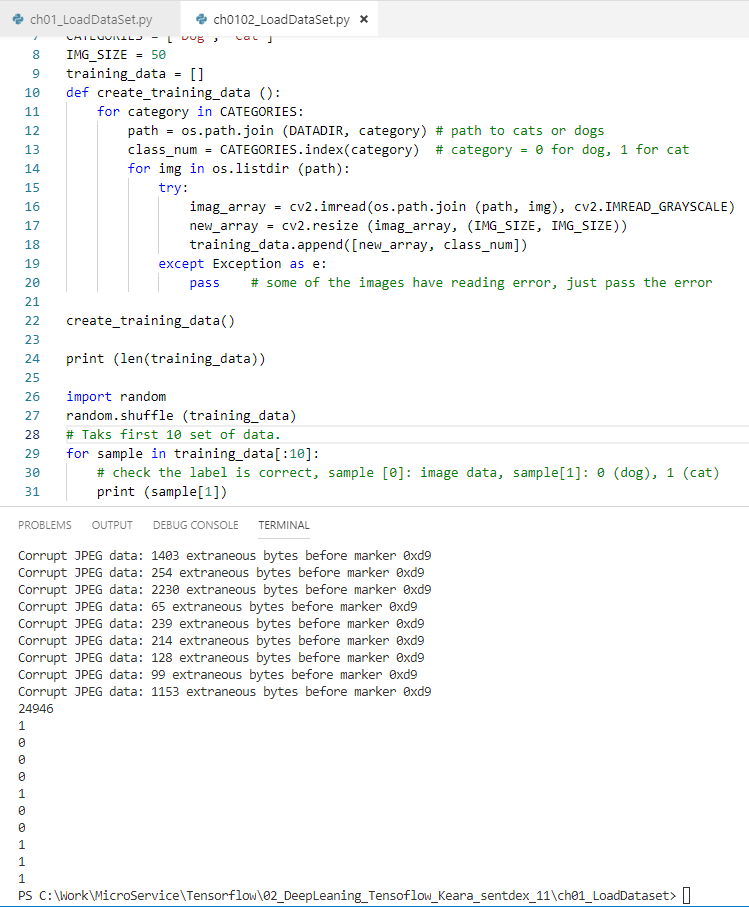 ch01_LoadDataSet.py
ch0102_LoadDataSet.py ×
7 CATEGORIES = ["Dog", "Cat"]
8 IMG_SIZE = 50
9 training_data = []
10 def create_training_data ():
11 for category in CATEGORIES:
12 path = os.path.join (DATADIR, category) # path to cats or dogs
13 class_num = CATEGORIES.index(category) # category = 0 for dog, 1 for cat
14 for img in os.listdir (path):
15 try:
16 imag_array = cv2.imread(os.path.join (path, img), cv2.IMREAD_GRAYSCALE)
17 new_array = cv2.resize (imag_array, (IMG_SIZE, IMG_SIZE))
18 training_data.append([new_array, class_num])
19 except Exception as e:
20 pass # some of the images have reading error, just pass the error
21
22 create_training_data()
23
24 print (len(training_data))
25
26 import random
27 random.shuffle (training_data)
28 # Taks first 10 set of data.
29 for sample in training_data[:10]:
30 # check the label is correct, sample [0]: image data, sample[1]: 0 (dog), 1 (cat)
31 print (sample[1])
PROBLEMS OUTPUT DEBUG CONSOLE TERMINAL
Corrupt JPEG data: 1403 extraneous bytes before marker 0xd9
Corrupt JPEG data: 254 extraneous bytes before marker 0xd9
Corrupt JPEG data: 2230 extraneous bytes before marker 0xd9
Corrupt JPEG data: 65 extraneous bytes before marker 0xd9
Corrupt JPEG data: 239 extraneous bytes before marker 0xd9
Corrupt JPEG data: 214 extraneous bytes before marker 0xd9
Corrupt JPEG data: 128 extraneous bytes before marker 0xd9
Corrupt JPEG data: 99 extraneous bytes before marker 0xd9
Corrupt JPEG data: 1153 extraneous bytes before marker 0xd9
24946
1
0
0
0
1
0
0
1
1
1
PS C:\Work\MicroService\Tensorflow\02_DeepLeaning_Tensoflow_Keara_sentdex_11\ch01_LoadDataset>